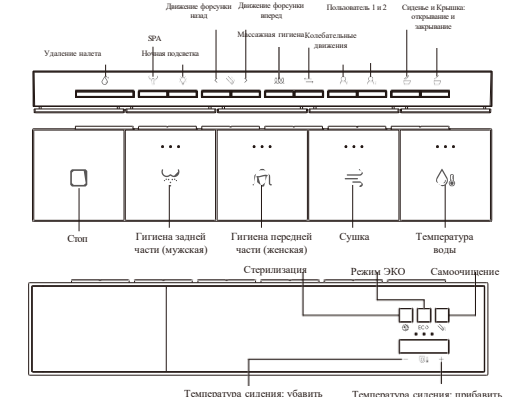 Движение форсунки
назад
Движение форсунки
вперед
Пользователь 1 и 2
Сиденье и Крышка:
открывание и
закрывание
SPA
Массажная гигиена
Колебательные
движения
Удаление налета
Ночная подсветка
Стоп
Гигиена задней
части (мужская)
Гигиена передней
части (женская)
Сушка
Температура
воды
Стерилизация
Режим ЭКО
Самоочищение
ECO
Температура сидения: убавить
Температура сидения: прибавить